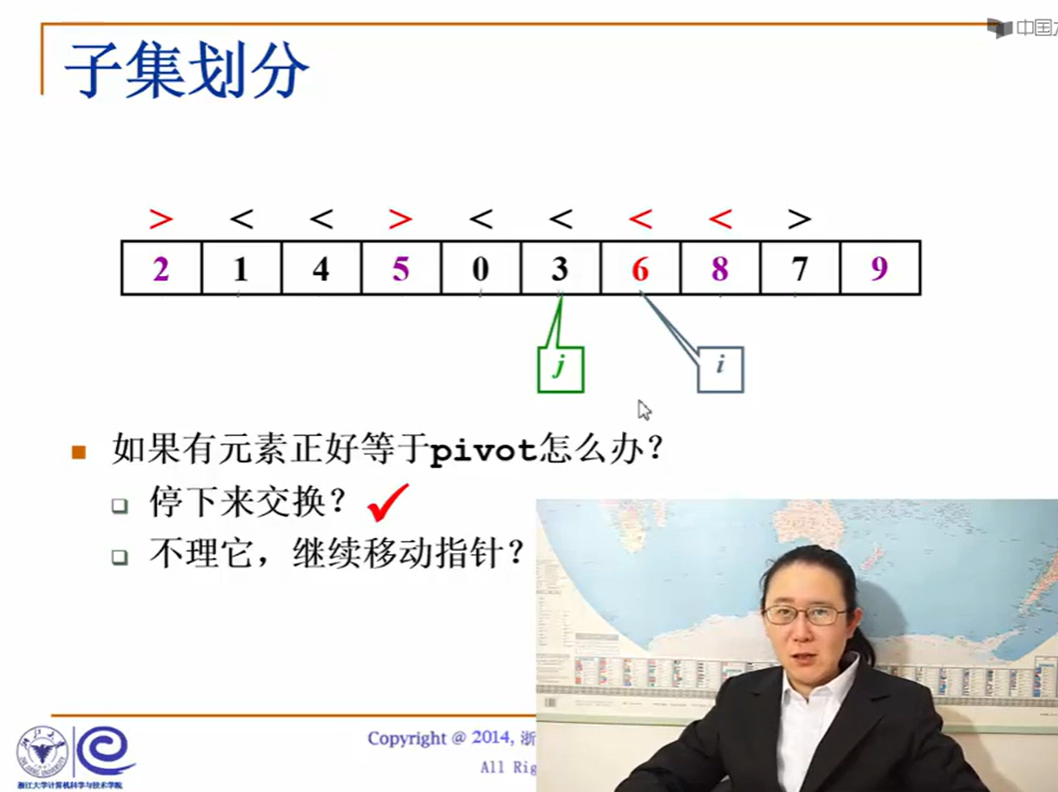 中国大
子集划分
> < < > < < < < >
2 1 4 5 0 3 6 8 7 9
j i
如果有元素正好等于pivot怎么办？
停下来交换？
不理它，继续移动指针？
Copyright @ 2014, 浙
All Rig
浙江大学计算机科学与技术学院